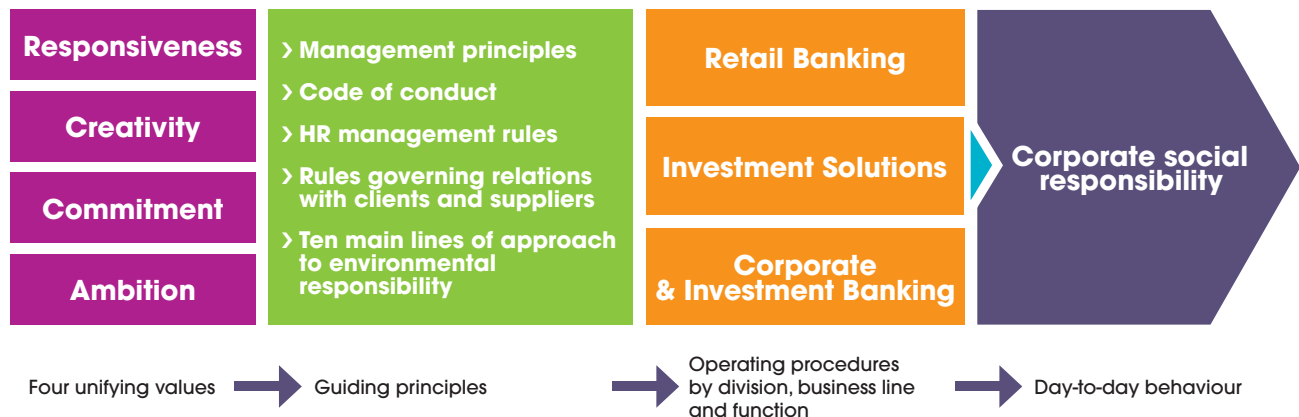 Responsiveness
Creativity
Commitment
Ambition
› Management principles
› Code of conduct
› HR management rules
› Rules governing relations
with clients and suppliers
› Ten main lines of approach
to environmental
responsibility
Retail Banking
Investment Solutions
Corporate
& Investment Banking
Corporate social
responsibility
Four unifying values
Guiding principles
Operating procedures
by division, business line
and function
Day-to-day behaviour